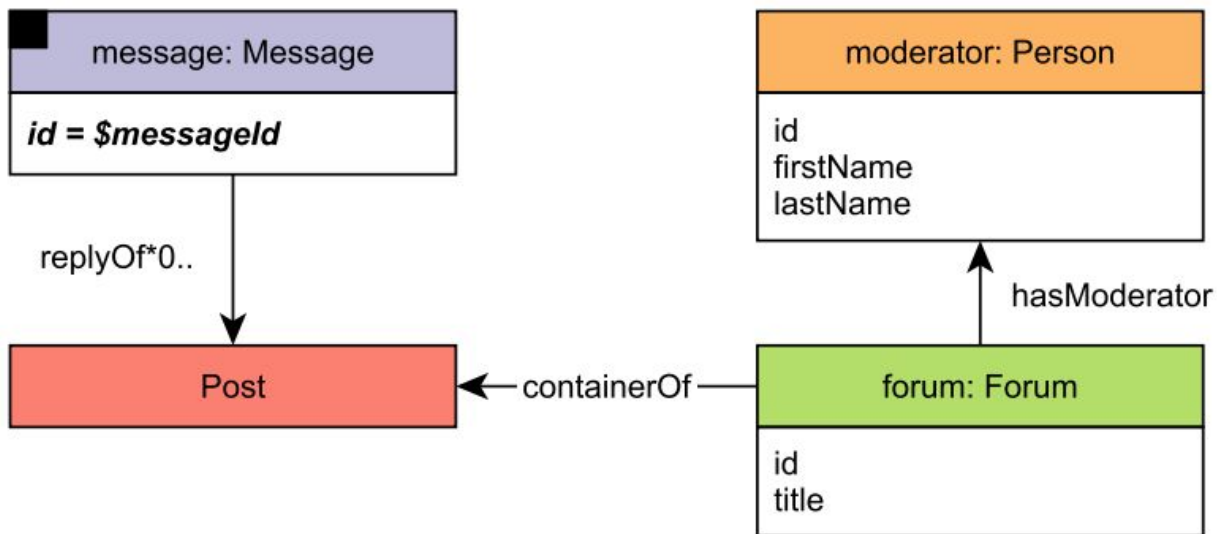 message: Message
id = $messageId
replyOf*0..
Post
containerOf
moderator: Person
id
firstName
lastName
hasModerator
forum: Forum
id
title